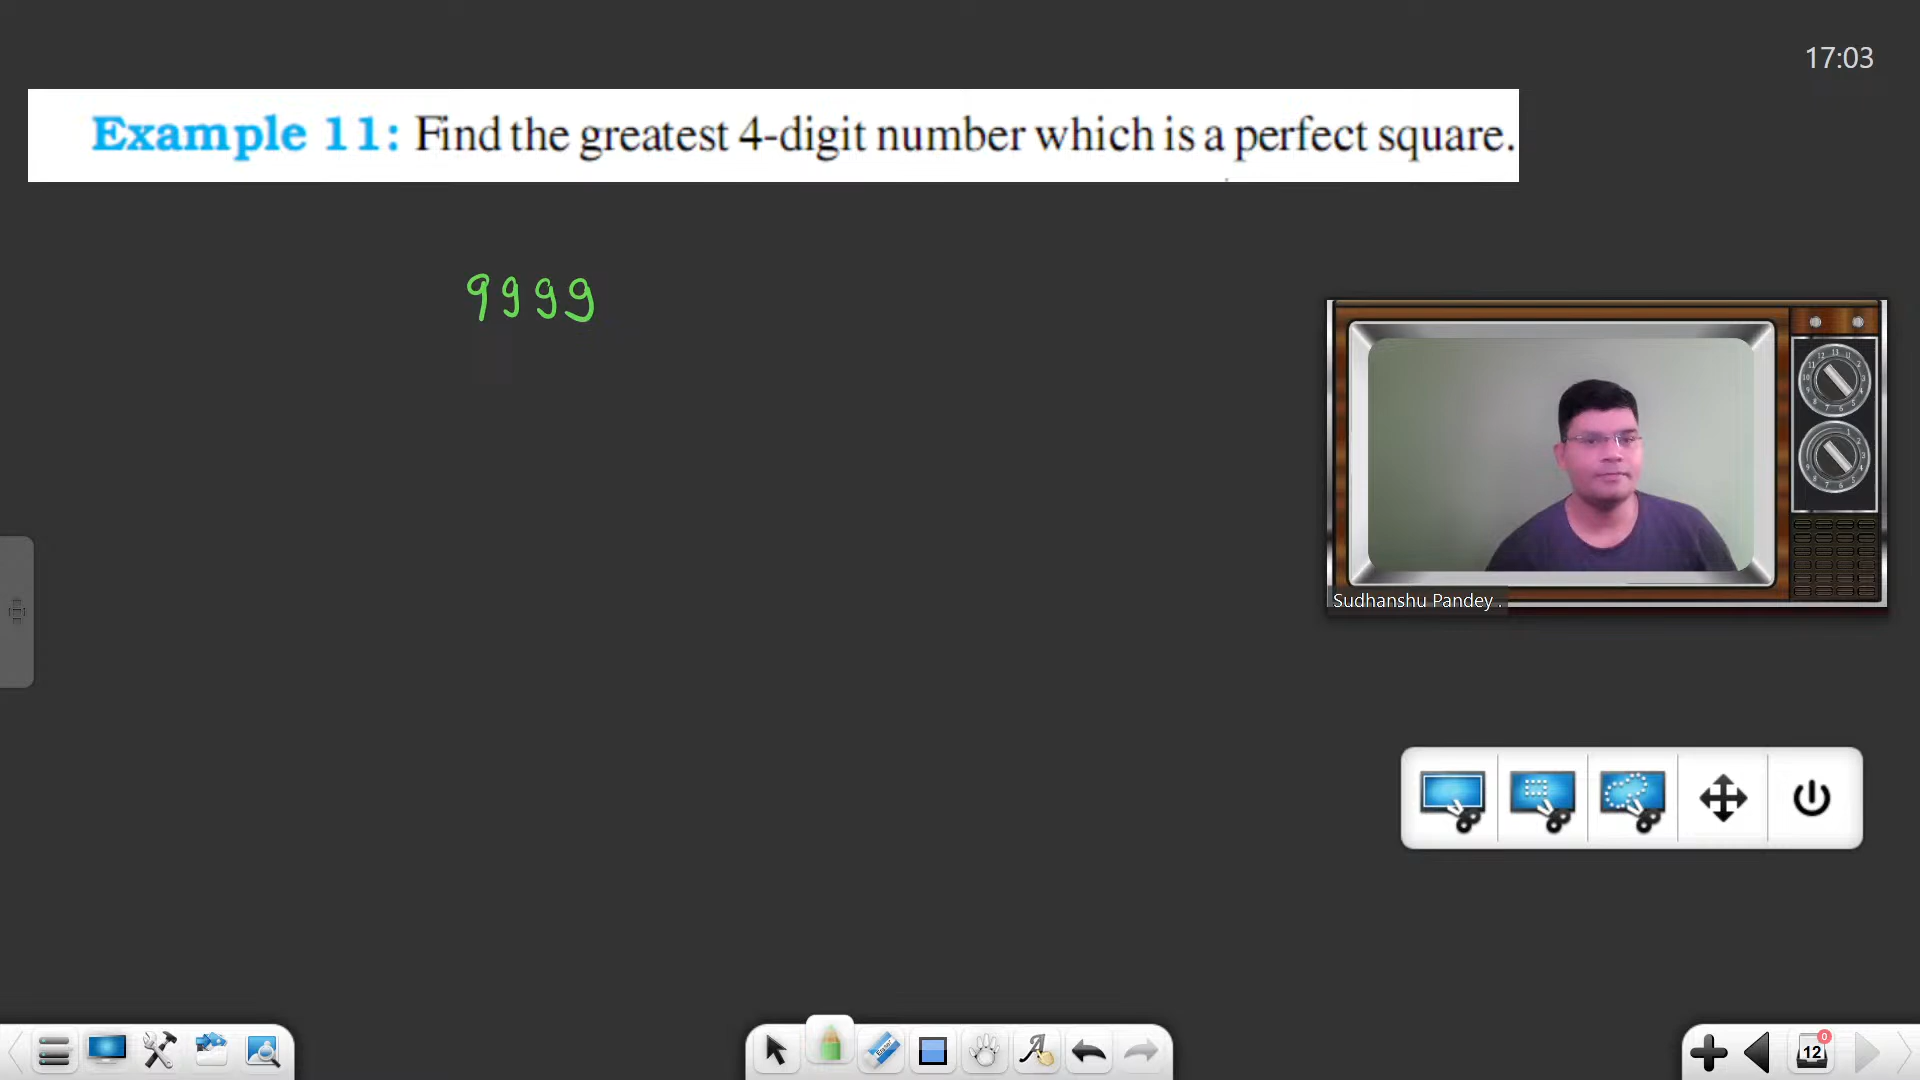 17:03
Example 11: Find the greatest 4-digit number which is a perfect square.
9999
Sudhanshu Pandey .
12
0